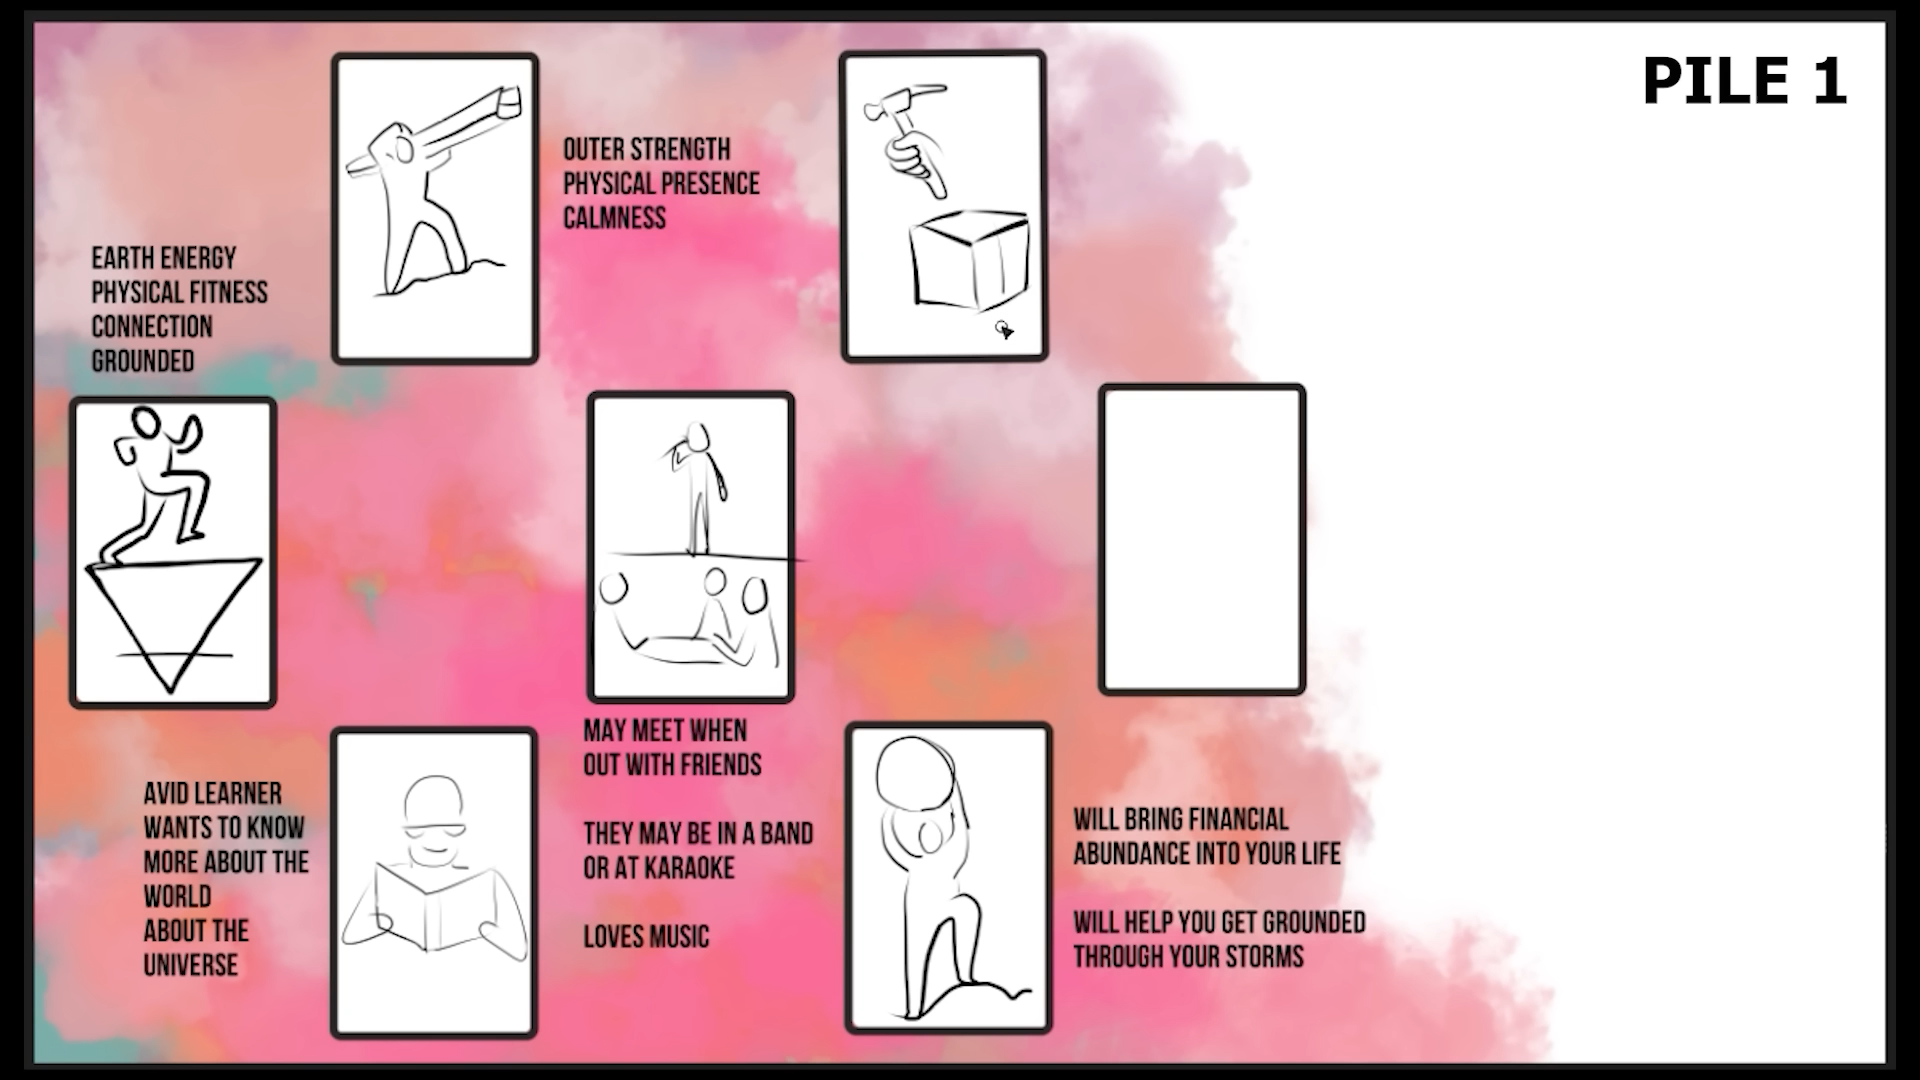 PILE 1
OUTER STRENGTH
PHYSICAL PRESENCE
CALMNESS
EARTH ENERGY
PHYSICAL FITNESS
CONNECTION
GROUNDED
MAY MEET WHEN
OUT WITH FRIENDS
THEY MAY BE IN A BAND
OR AT KARAOKE
LOVES MUSIC
AVID LEARNER
WANTS TO KNOW
MORE ABOUT THE
WORLD
ABOUT THE
UNIVERSE
WILL BRING FINANCIAL
ABUNDANCE INTO YOUR LIFE
WILL HELP YOU GET GROUNDED
THROUGH YOUR STORMS